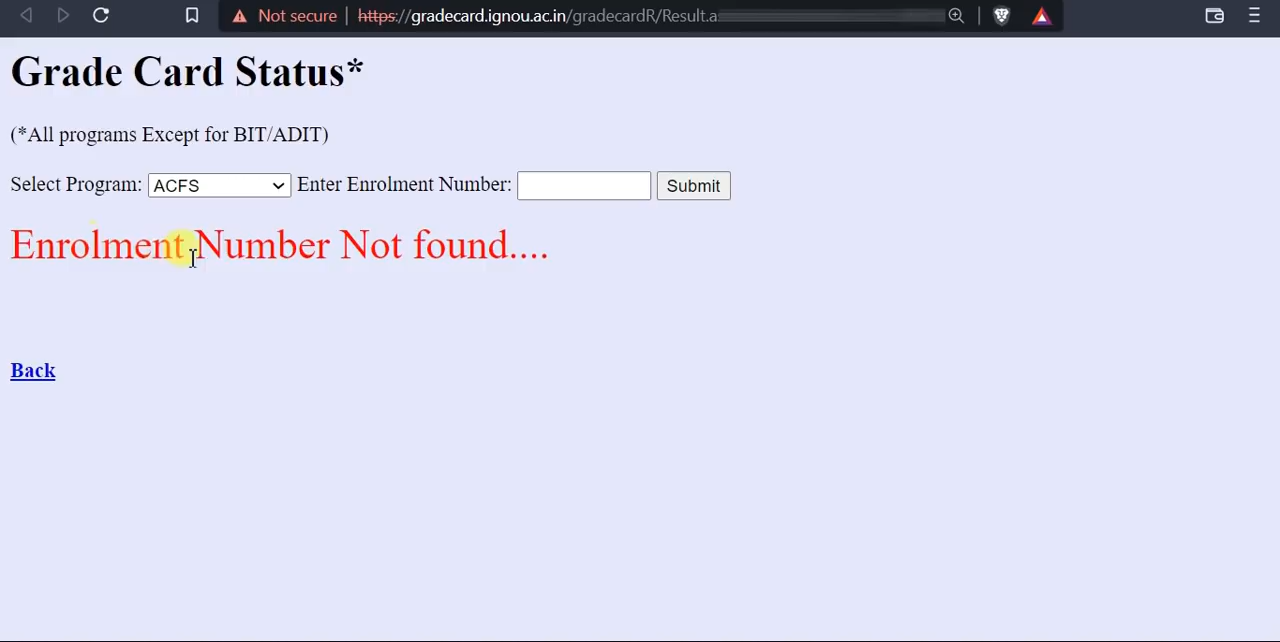 Not secure https://gradecard.ignou.ac.in/gradecardR/Result.a
Grade Card Status*
(*All programs Except for BIT/ADIT)
Select Program: ACFS Enter Enrolment Number: Submit
Enrolment Number Not found....
Back